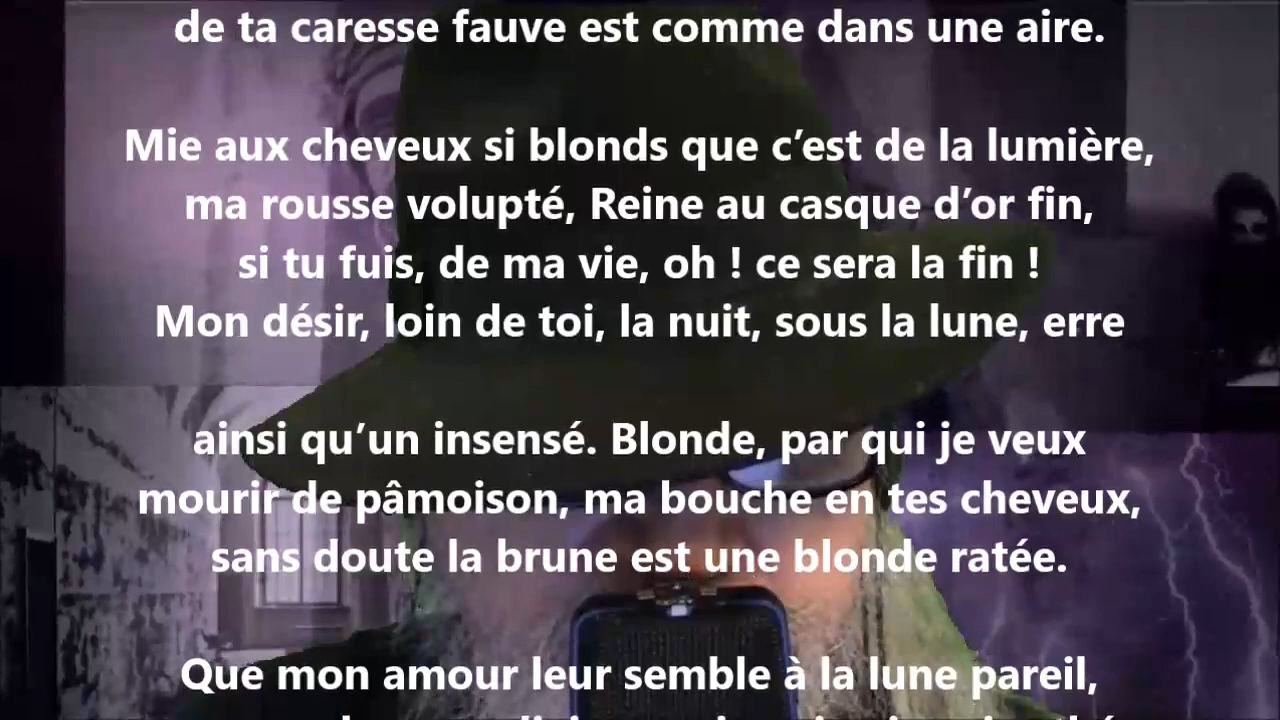 de ta caresse fauve est comme dans une aire.
Mie aux cheveux si blonds que c’est de la lumière,
ma rousse volupté, Reine au casque d’or fin,
si tu fuis, de ma vie, oh ! ce sera la fin !
Mon désir, loin de toi, la nuit, sous la lune, erre
ainsi qu’un insensé. Blonde, par qui je veux
mourir de pâmoison, ma bouche en tes cheveux,
sans doute la brune est une blonde ratée.
Que mon amour leur semble à la lune pareil,